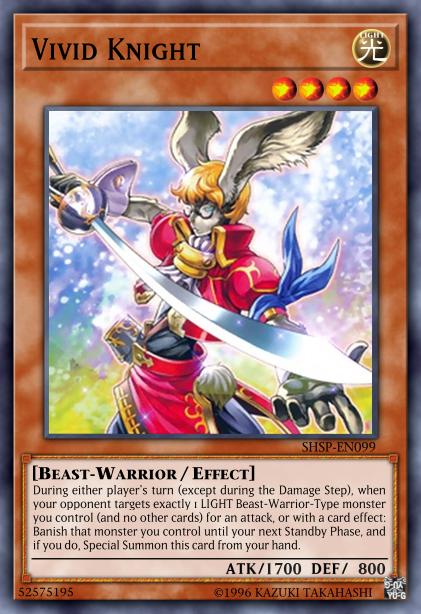 VIVID KNIGHT
LIGHT
光
SHSP-EN099
[BEAST-WARRIOR / EFFECT]
During either player's turn (except during the Damage Step), when
your opponent targets exactly 1 LIGHT Beast-Warrior-Type monster
you control (and no other cards) for an attack, or with a card effect:
Banish that monster you control until your next Standby Phase, and
if you do, Special Summon this card from your hand.
ATK/1700 DEF/ 800
52575195
©1996 KAZUKI TAKAHASHI